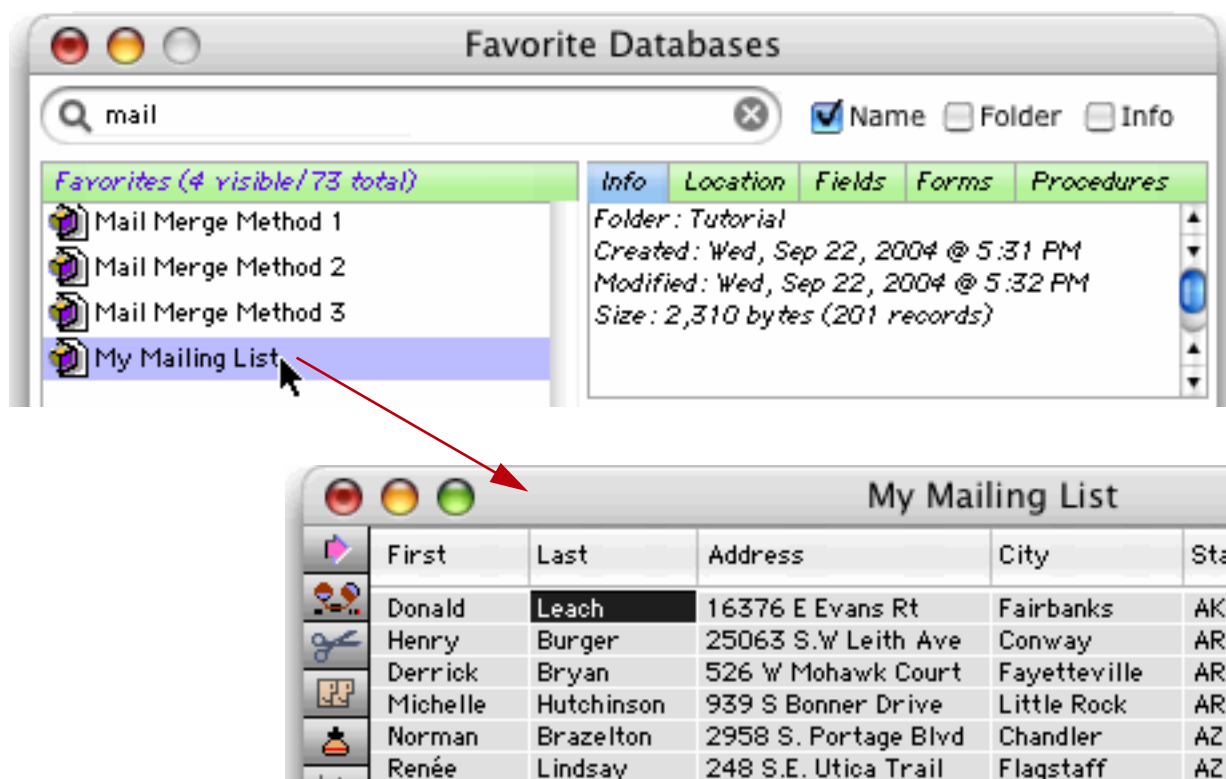 Favorite Databases
mail
Name Folder Info
Favorites (4 visible/73 total)
Mail Merge Method 1
Mail Merge Method 2
Mail Merge Method 3
My Mailing List
Info Location Fields Forms Procedures
Folder: Tutorial
Created: Wed, Sep 22, 2004 @ 5:31 PM
Modified: Wed, Sep 22, 2004 @ 5:32 PM
Size: 2,310 bytes (201 records)
My Mailing List
First Last Address City Sta
Donald Leach 16376 E Evans Rt Fairbanks AK
Henry Burger 25063 S.W Leith Ave Conway AR
Derrick Bryan 526 W Mohawk Court Fayetteville AR
Michelle Hutchinson 939 S Bonner Drive Little Rock AR
Norman Brazelton 2958 S. Portage Blvd Chandler AZ
Renée Lindsay 248 S.E. Utica Trail Flagstaff AZ